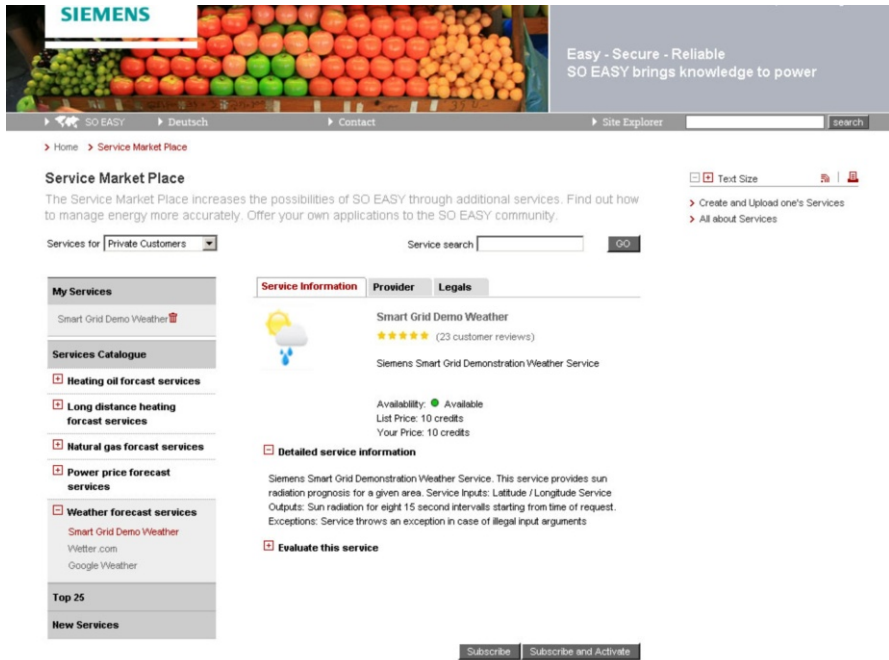 SIEMENS
Easy - Secure - Reliable
SO EASY brings knowledge to power
SO EASY Deutsch Contact Site Explorer search
Home Service Market Place
Service Market Place
The Service Market Place increases the possibilities of SO EASY through additional services. Find out how
to manage energy more accurately. Offer your own applications to the SO EASY community.
Text Size
Create and Upload one's Services
All about Services
Services for Private Customers Service search GO
My Services
Smart Grid Demo Weather
Services Catalogue
Heating oil forcast services
Long distance heating
forcast services
Natural gas forcast services
Power price forecast
services
Weather forecast services
Smart Grid Demo Weather
Wetter.com
Google Weather
Top 25
New Services
Service Information Provider Legals
Smart Grid Demo Weather
(23 customer reviews)
Siemens Smart Grid Demonstration Weather Service
Availablility: Available
List Price: 10 credits
Your Price: 10 credits
Detailed service information
Siemens Smart Grid Demonstration Weather Service. This service provides sun
radiation prognosis for a given area. Service Inputs: Latitude / Longitude Service
Outputs: Sun radiation for eight 15 second intervalls starting from time of request.
Exceptions: Service throws an exception in case of illegal input arguments
Evaluate this service
Subscribe Subscribe and Activate